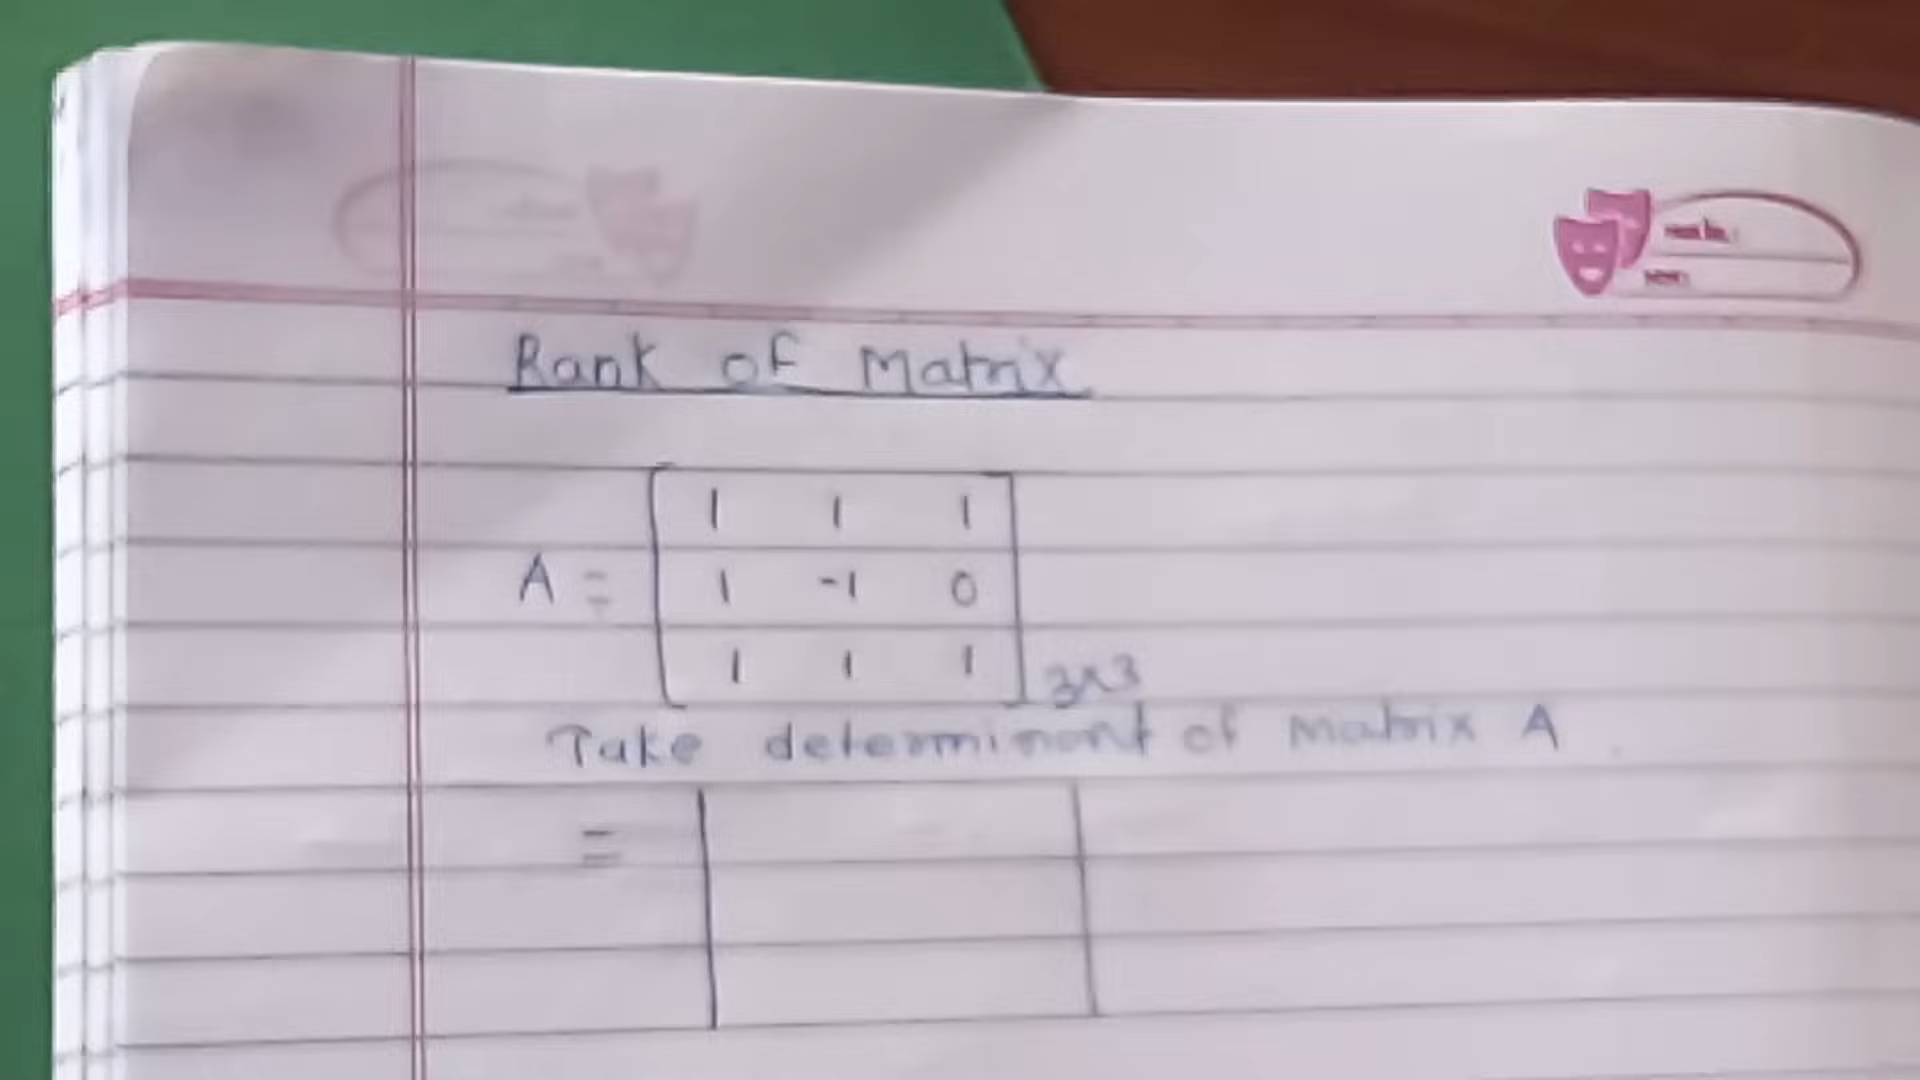 Rank of Matrix
A = [ 1 1 1
1 -1 0
1 1 1 ] 3x3
Take determinant of matrix A
=